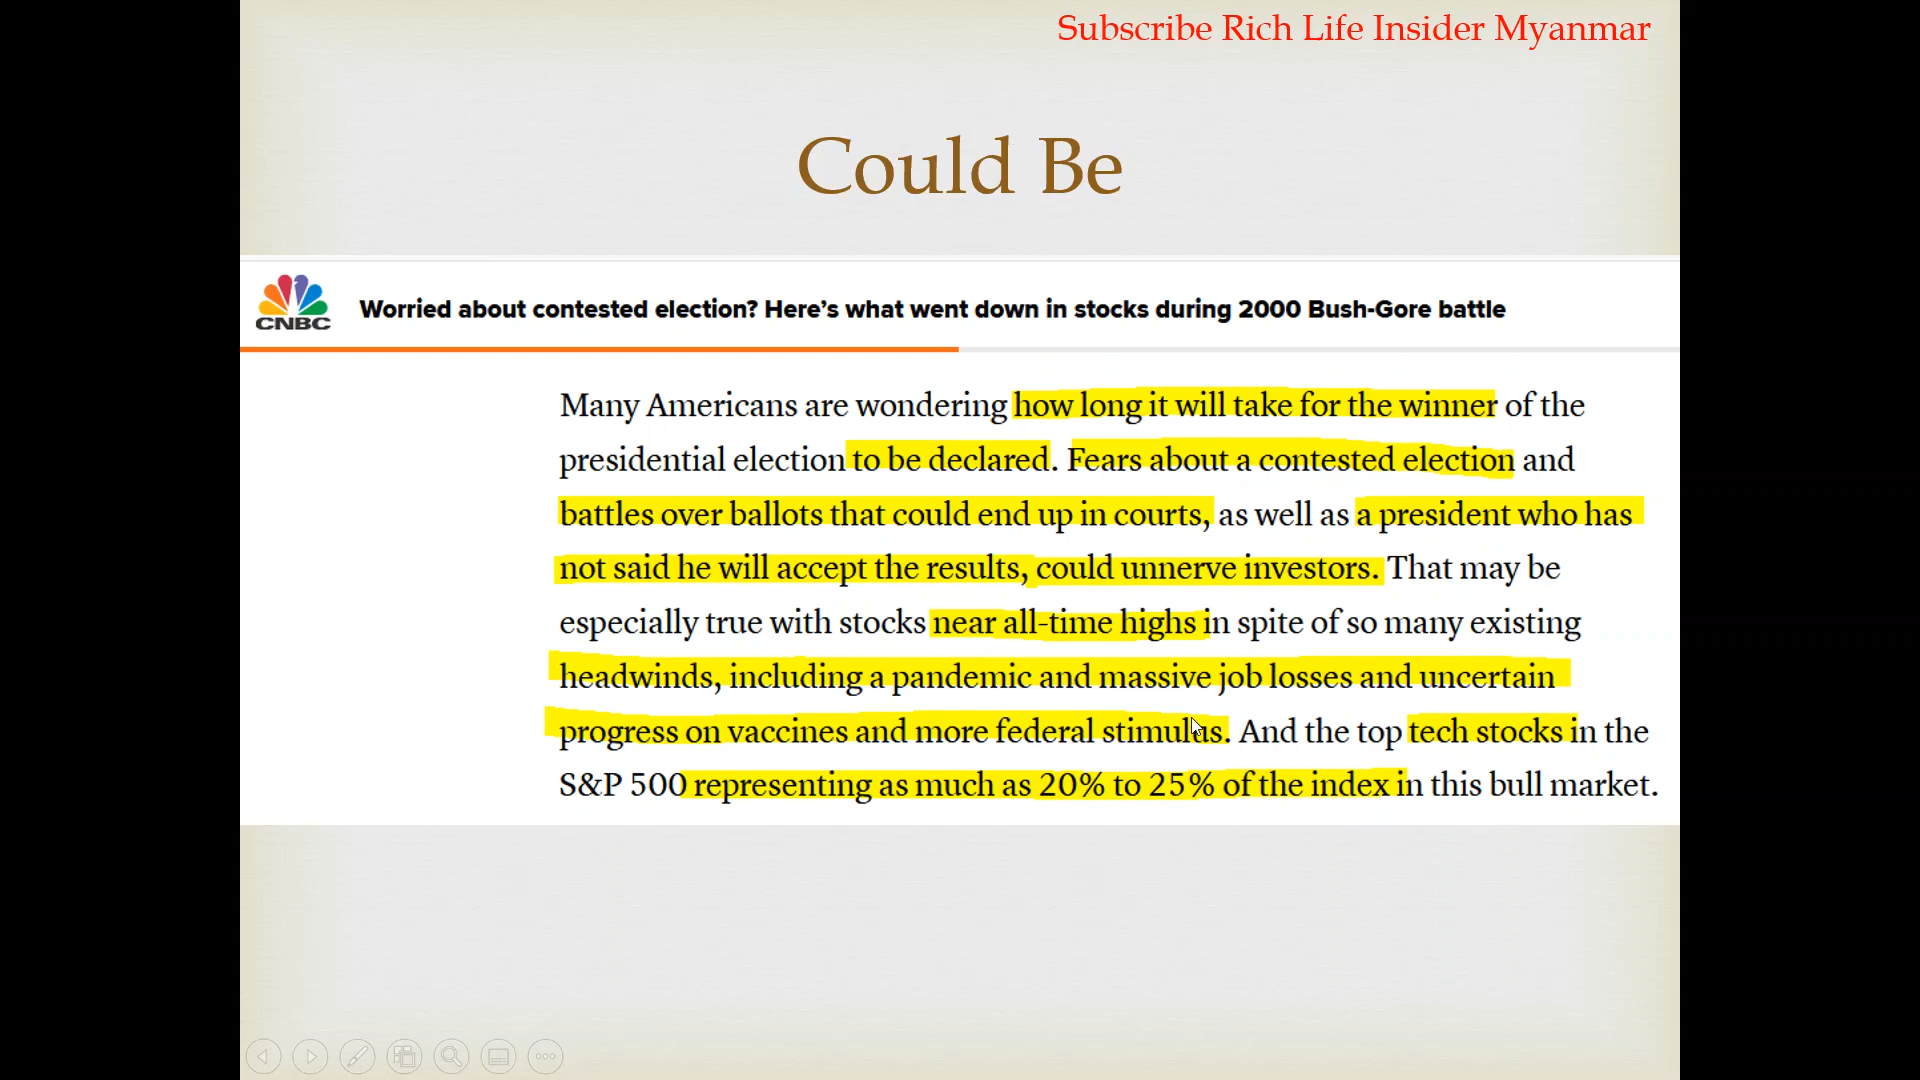 Subscribe Rich Life Insider Myanmar
Could Be
CNBC
Worried about contested election? Here’s what went down in stocks during 2000 Bush-Gore battle
Many Americans are wondering how long it will take for the winner of the
presidential election to be declared. Fears about a contested election and
battles over ballots that could end up in courts, as well as a president who has
not said he will accept the results, could unnerve investors. That may be
especially true with stocks near all-time highs in spite of so many existing
headwinds, including a pandemic and massive job losses and uncertain
progress on vaccines and more federal stimulus. And the top tech stocks in the
S&P 500 representing as much as 20% to 25% of the index in this bull market.